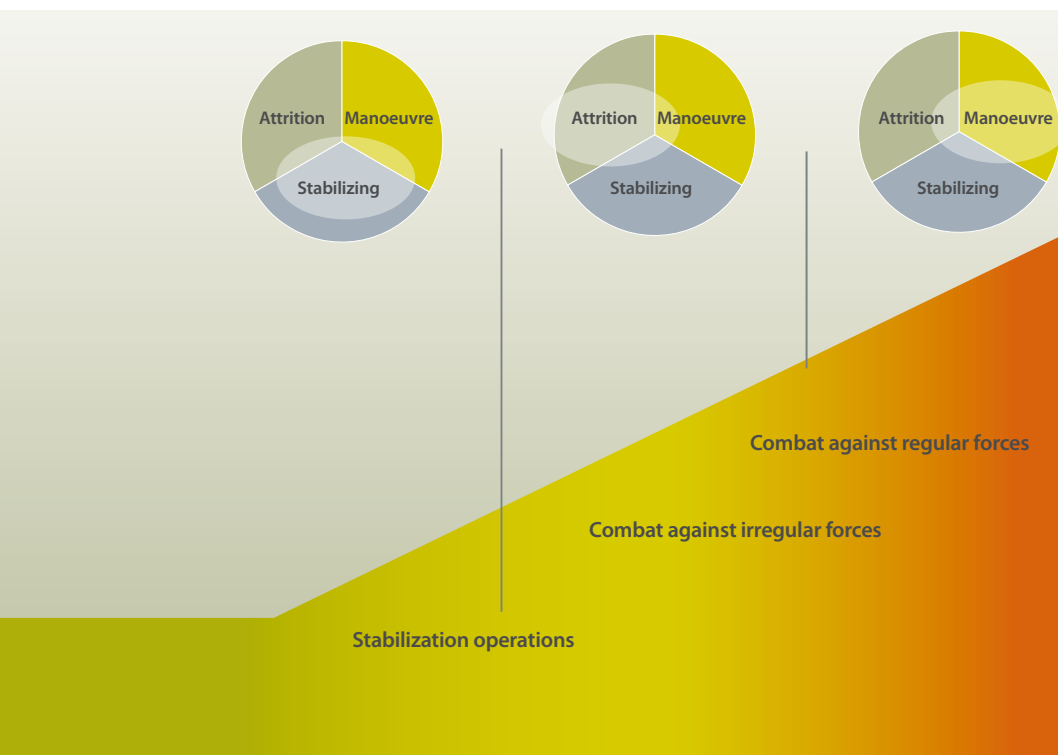 Attrition
Manoeuvre
Stabilizing
Attrition
Manoeuvre
Stabilizing
Attrition
Manoeuvre
Stabilizing
Combat against regular forces
Combat against irregular forces
Stabilization operations